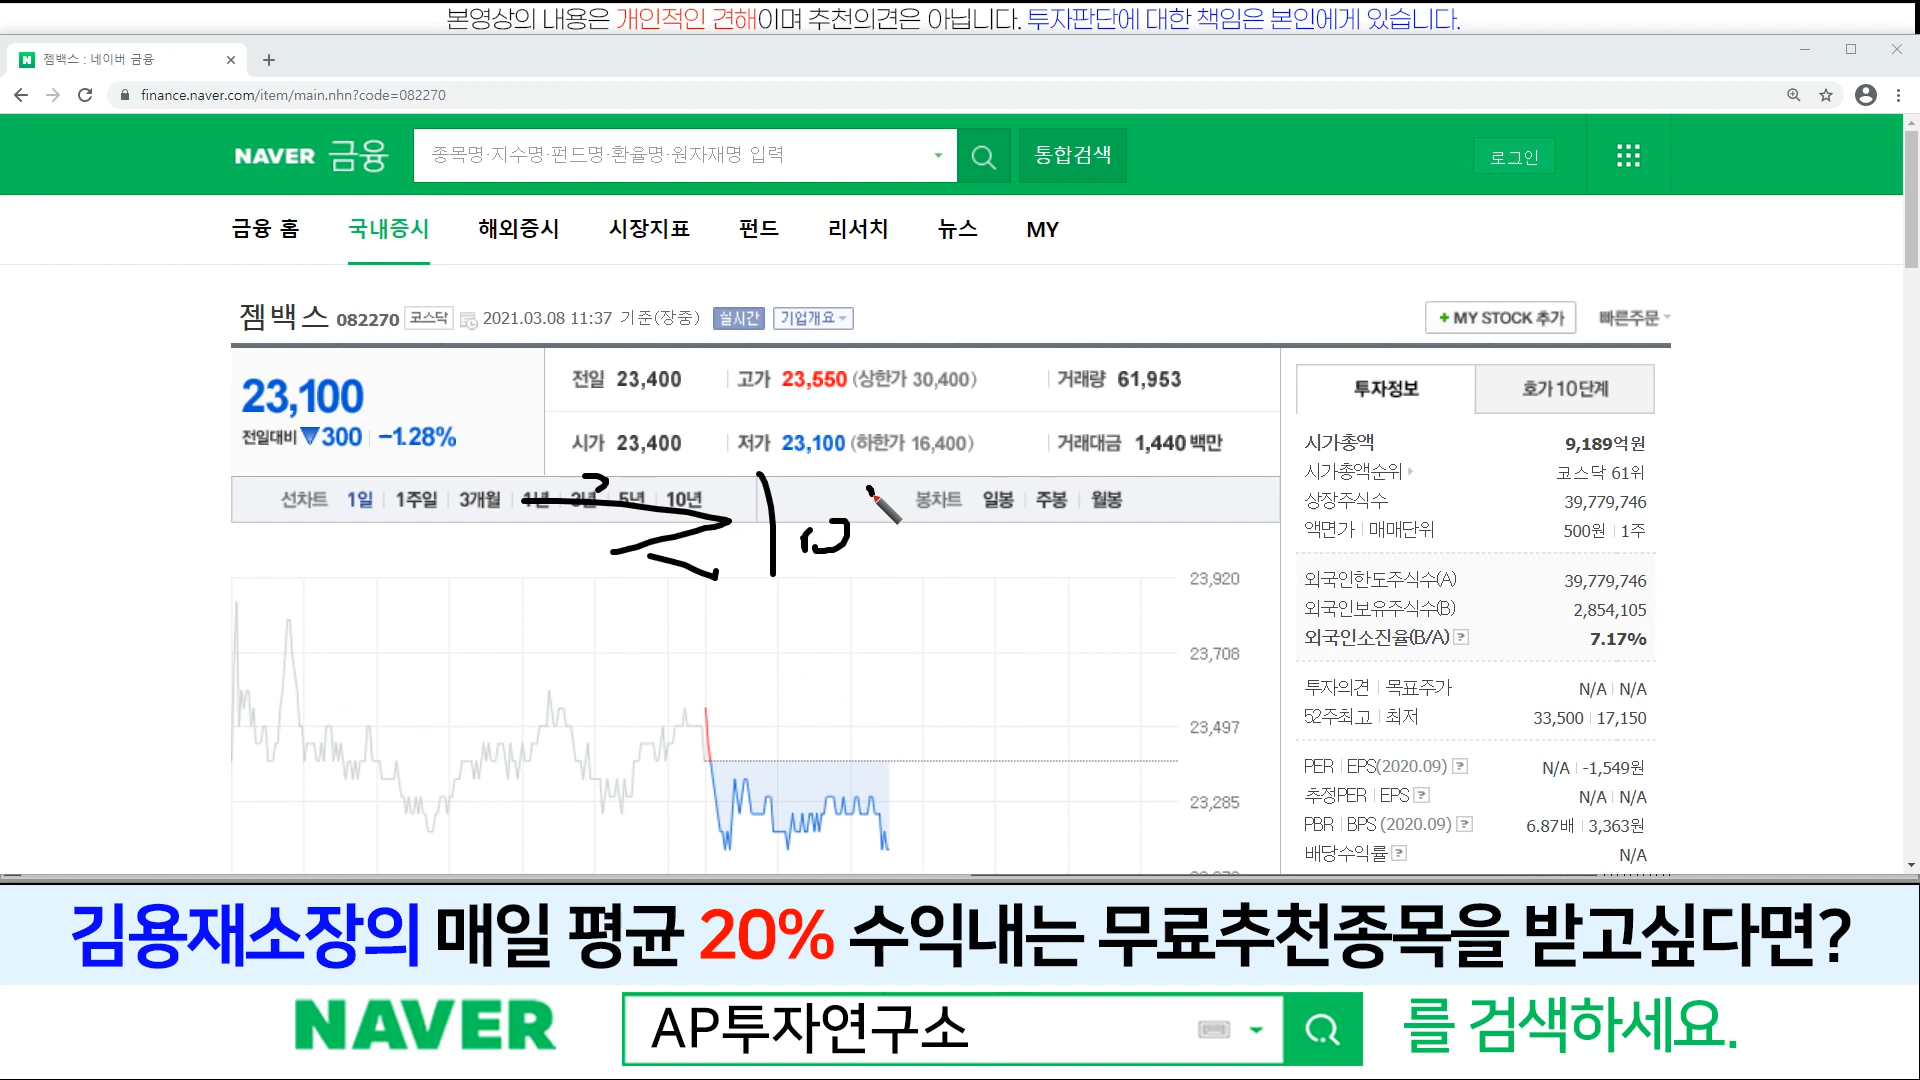 본영상의 내용은 개인적인 견해이며 추천의견은 아닙니다. 투자판단에 대한 책임은 본인에게 있습니다.
젬백스 : 네이버 금융
finance.naver.com/item/main.nhn?code=082270
NAVER 금융 종목명·지수명·펀드명·환율명·원자재명 입력 통합검색 로그인
금융 홈 국내증시 해외증시 시장지표 펀드 리서치 뉴스 MY
젬백스 082270 코스닥 2021.03.08 11:37 기준(장중) 실시간 기업개요 + MY STOCK 추가 빠른주문
23,100
전일대비 ▼300 -1.28%
전일 23,400 고가 23,550 (상한가 30,400) 거래량 61,953
시가 23,400 저가 23,100 (하한가 16,400) 거래대금 1,440 백만
선차트 1일 1주일 3개월 1년 3년 5년 10년 봉차트 일봉 주봉 월봉
23,920
23,708
23,497
23,285
투자정보 호가 10단계
시가총액 9,189억원
시가총액순위 코스닥 61위
상장주식수 39,779,746
액면가 매매단위 500원 1주
외국인한도주식수(A) 39,779,746
외국인보유주식수(B) 2,854,105
외국인소진율(B/A) ? 7.17%
투자의견 목표주가 N/A N/A
52주최고 최저 33,500 17,150
PER EPS(2020.09) ? N/A -1,549원
추정PER EPS ? N/A N/A
PBR BPS (2020.09) ? 6.87배 3,363원
배당수익률 ? N/A
김용재소장의 매일 평균 20% 수익내는 무료추천종목을 받고싶다면?
NAVER AP투자연구소 를 검색하세요.